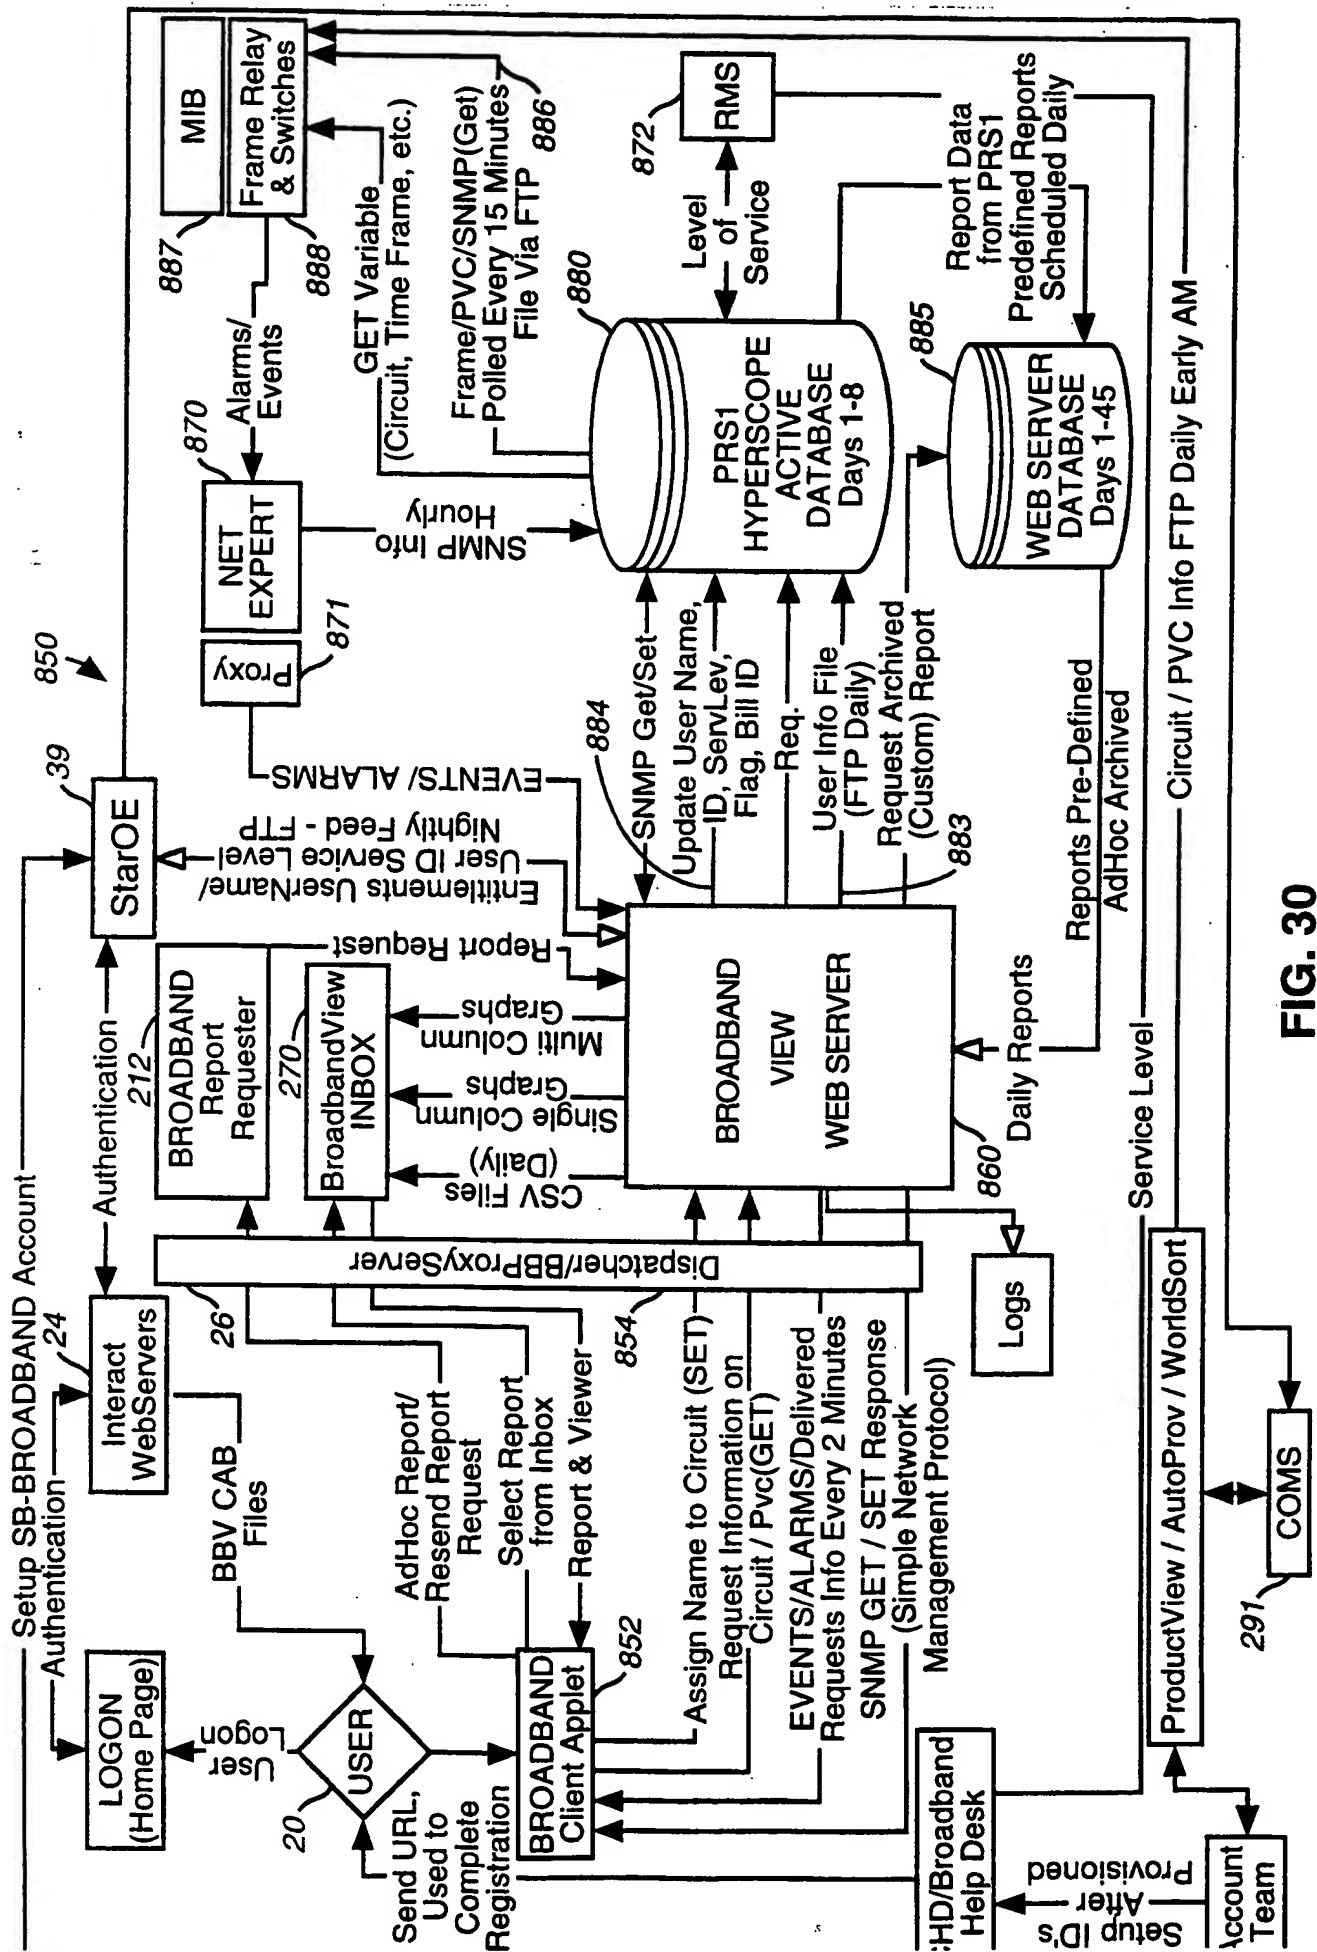 Setup SB-BROADBAND Account
Authentication
LOGON
(Home Page)
User
Logon
20
USER
Send URL,
Used to
Complete
Registration
BBV CAB
Files
24
Interact
WebServers
Authentication
39
StarOE
850
BROADBAND
Client Applet
852
AdHoc Report/
Resend Report
Request
Select Report
from Inbox
Report & Viewer
26
Dispatcher/BBProxyServer
854
212
BROADBAND
Report
Requester
270
BroadbandView
INBOX
Report Request
CSV Files
(Daily)
Single Column
Graphs
Multi Column
Graphs
Entitlements UserName/
User ID Service Level
Nightly Feed - FTP
EVENTS/ ALARMS
Proxy
871
NET
EXPERT
870
Alarms/
Events
MIB
887
Frame Relay
& Switches
888
SNMP Info
Hourly
GET Variable
(Circuit, Time Frame, etc.)
Frame/PVC/SNMP(Get)
Polled Every 15 Minutes
File Via FTP
886
Assign Name to Circuit (SET)
Request Information on
Circuit / Pvc(GET)
EVENTS/ALARMS/Delivered
Requests Info Every 2 Minutes
SNMP GET / SET Response
(Simple Network
Management Protocol)
BROADBAND
VIEW
WEB SERVER
860
Logs
884
SNMP Get/Set
Update User Name,
ID, ServLev,
Flag, Bill ID
Req.
User Info File
(FTP Daily)
Request Archived
(Custom) Report
883
880
PRS1
HYPERSCOPE
ACTIVE
DATABASE
Days 1-8
Level
of
Service
872
RMS
Report Data
from PRS1
Predefined Reports
Scheduled Daily
885
WEB SERVER
DATABASE
Days 1-45
Daily Reports
Reports Pre-Defined
AdHoc Archived
:HD/Broadband
Help Desk
Service Level
Setup ID's
After
Provisioned
Account
Team
ProductView / AutoProv / WorldSort
Circuit / PVC Info FTP Daily Early AM
291
COMS
FIG. 30